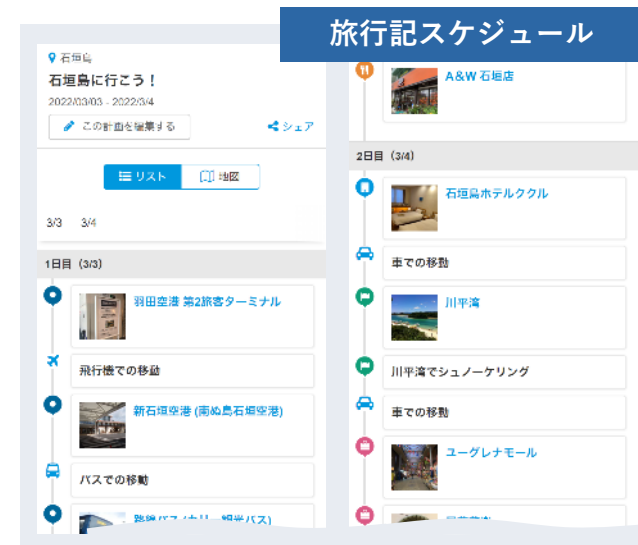 旅行記スケジュール
石垣島
石垣島に行こう！
2022/03/03 - 2022/3/4
この計画を編集する
シェア
リスト
地図
3/3 3/4
1日目 (3/3)
羽田空港 第2旅客ターミナル
飛行機での移動
新石垣空港 (南ぬ島石垣空港)
バスでの移動
A&W 石垣店
2日目 (3/4)
石垣島ホテルククル
車での移動
川平湾
川平湾でシュノーケリング
車での移動
ユーグレナモール